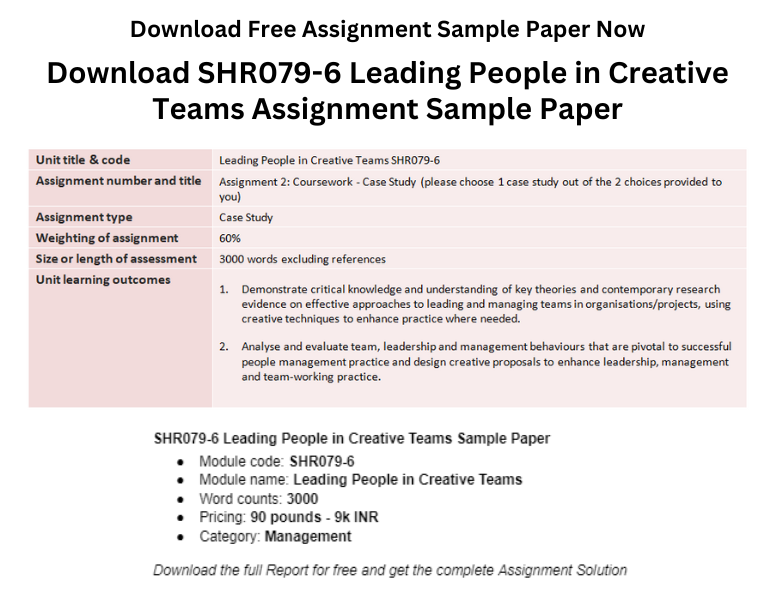 Download Free Assignment Sample Paper Now
Download SHR079-6 Leading People in Creative
Teams Assignment Sample Paper
Unit title & code Leading People in Creative Teams SHR079-6
Assignment number and title Assignment 2: Coursework - Case Study (please choose 1 case study out of the 2 choices provided to
you)
Assignment type Case Study
Weighting of assignment 60%
Size or length of assessment 3000 words excluding references
Unit learning outcomes
1. Demonstrate critical knowledge and understanding of key theories and contemporary research
evidence on effective approaches to leading and managing teams in organisations/projects, using
creative techniques to enhance practice where needed.
2. Analyse and evaluate team, leadership and management behaviours that are pivotal to successful
people management practice and design creative proposals to enhance leadership, management
and team-working practice.
SHR079-6 Leading People in Creative Teams Sample Paper
• Module code: SHR079-6
• Module name: Leading People in Creative Teams
• Word counts: 3000
• Pricing: 90 pounds - 9k INR
• Category: Management
Download the full Report for free and get the complete Assignment Solution